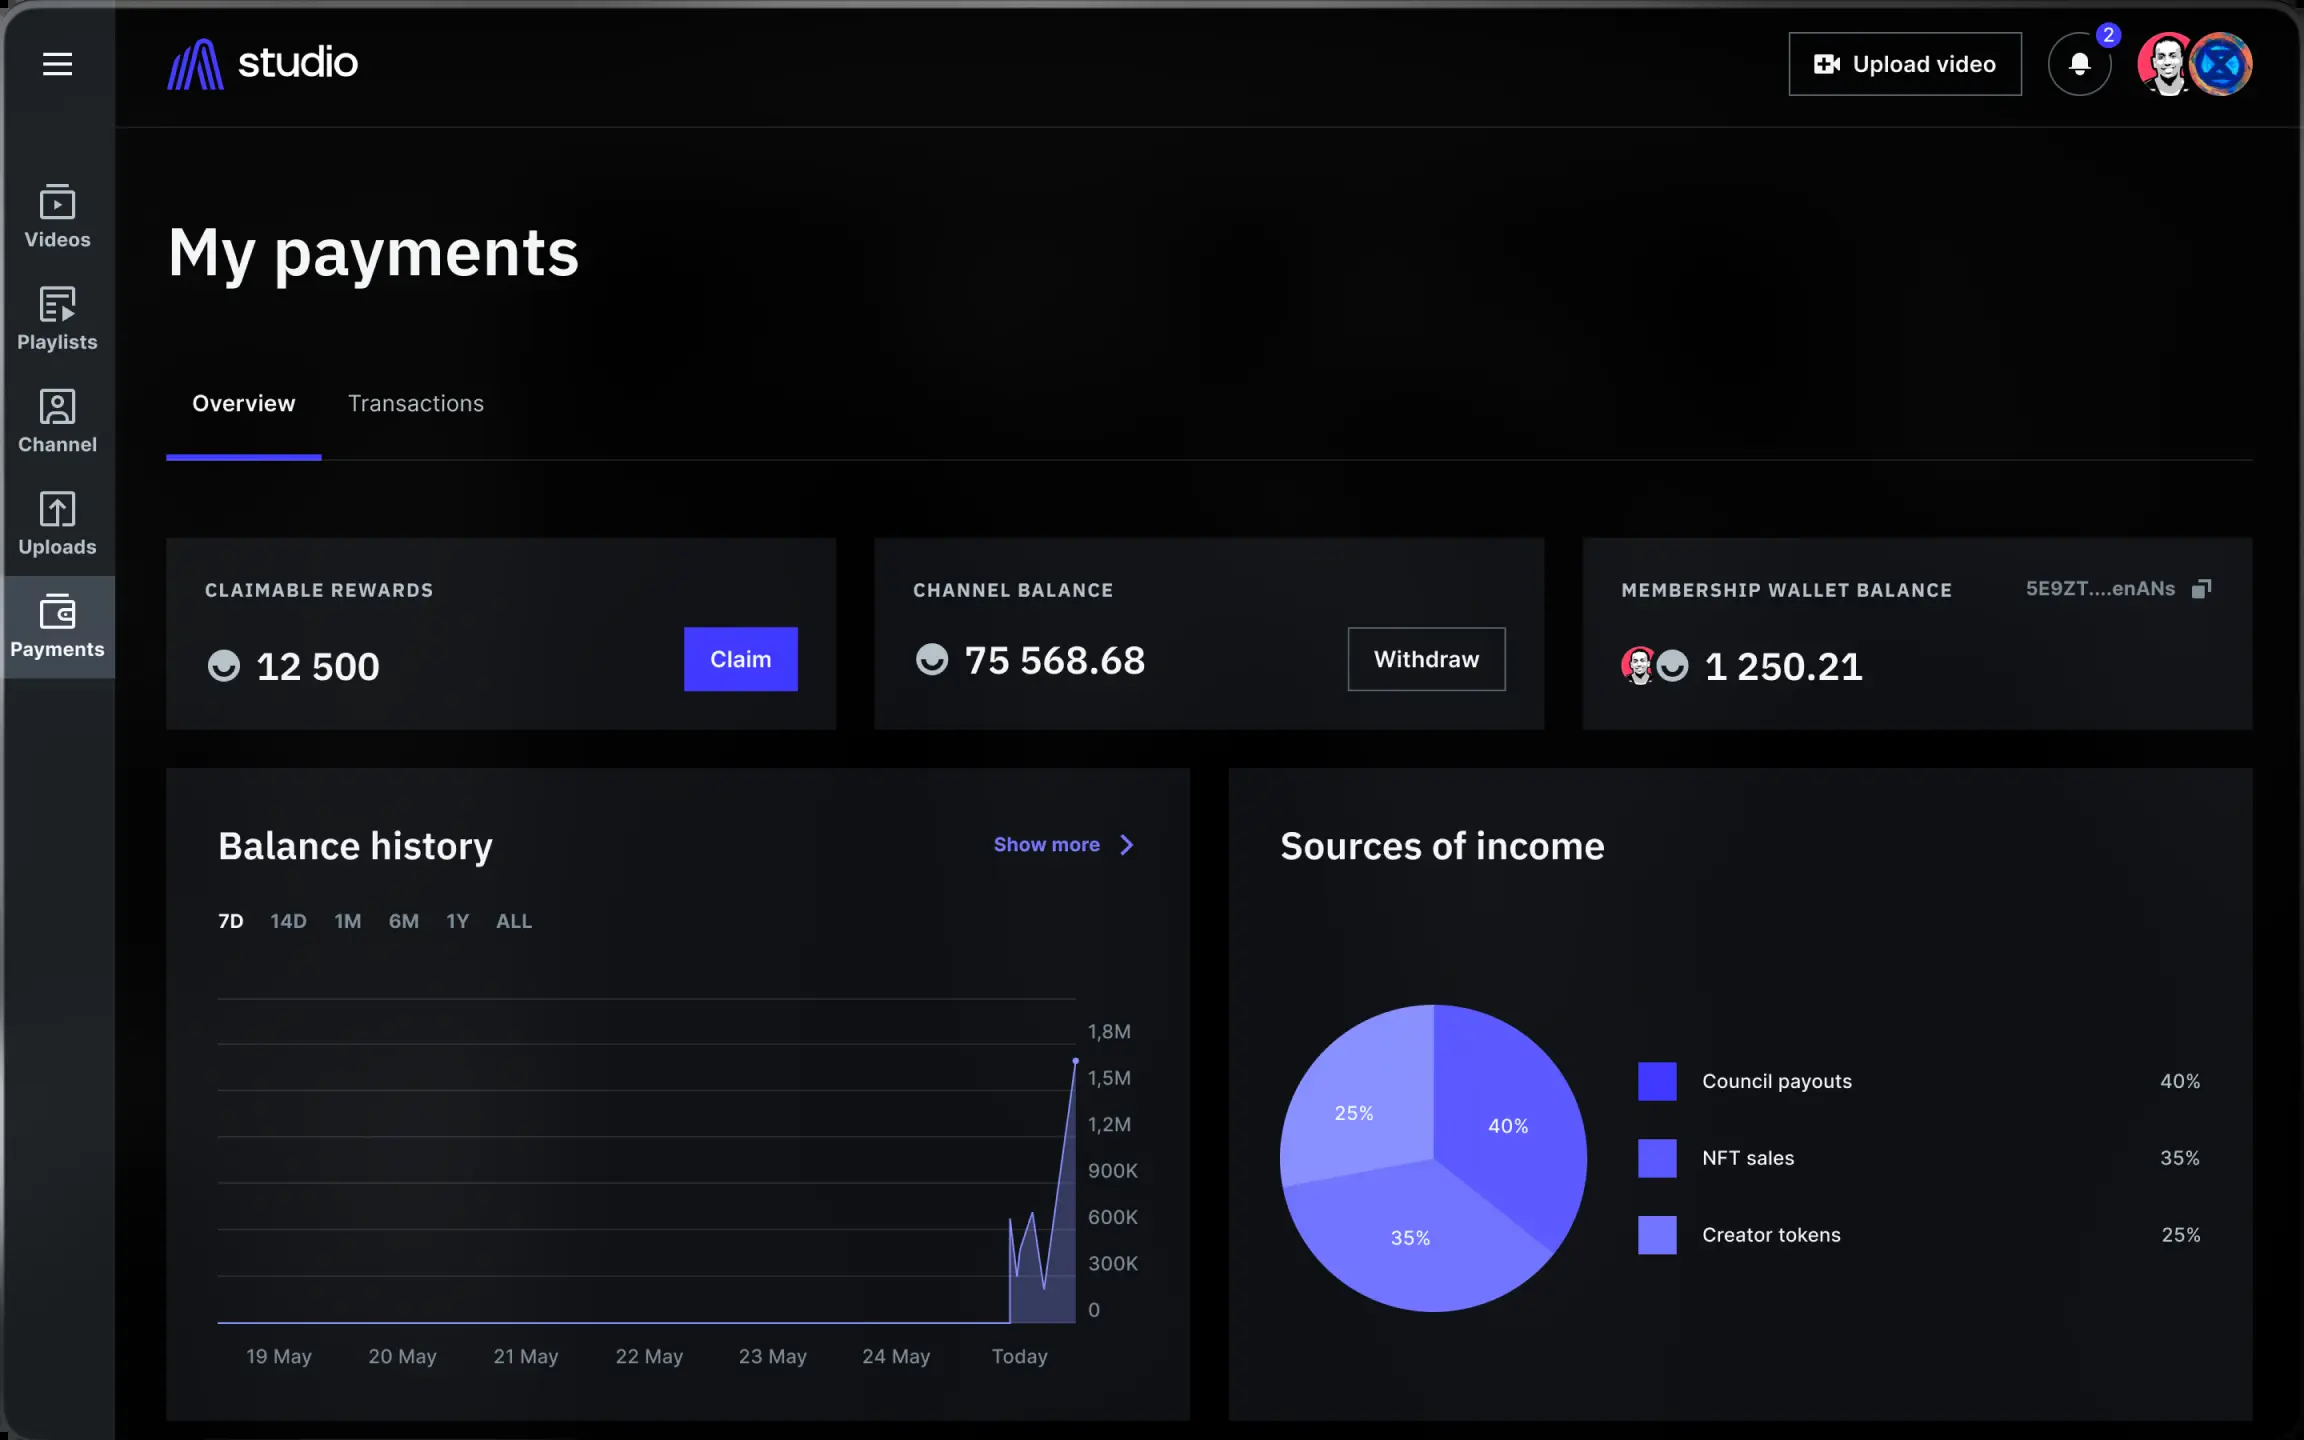 studio
Upload video
2
Videos
Playlists
Channel
Uploads
Payments
My payments
Overview Transactions
CLAIMABLE REWARDS
12 500
Claim
CHANNEL BALANCE
75 568.68
Withdraw
MEMBERSHIP WALLET BALANCE 5E9ZT....enANs
1 250.21
Balance history Show more
7D 14D 1M 6M 1Y ALL
1,8M
1,5M
1,2M
900K
600K
300K
0
19 May 20 May 21 May 22 May 23 May 24 May Today
Sources of income
25%
40%
35%
Council payouts 40%
NFT sales 35%
Creator tokens 25%